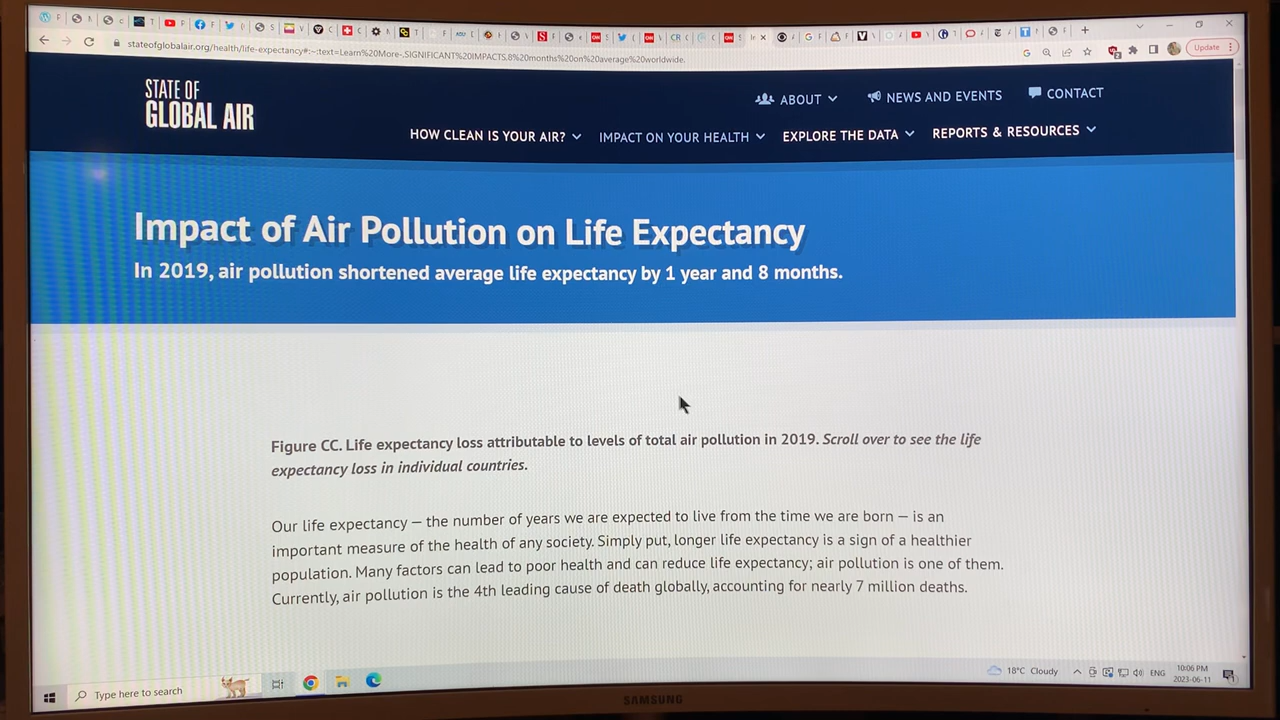 stateofglobalair.org/health/life-expectancy#:~:text=Learn%20More-,SIGNIFICANT%20IMPACTS,8%20months%20on%20average%20worldwide.
Update
STATE OF
GLOBAL AIR
ABOUT
NEWS AND EVENTS
CONTACT
HOW CLEAN IS YOUR AIR?
IMPACT ON YOUR HEALTH
EXPLORE THE DATA
REPORTS & RESOURCES
Impact of Air Pollution on Life Expectancy
In 2019, air pollution shortened average life expectancy by 1 year and 8 months.
Figure CC. Life expectancy loss attributable to levels of total air pollution in 2019. Scroll over to see the life
expectancy loss in individual countries.
Our life expectancy — the number of years we are expected to live from the time we are born — is an
important measure of the health of any society. Simply put, longer life expectancy is a sign of a healthier
population. Many factors can lead to poor health and can reduce life expectancy; air pollution is one of them.
Currently, air pollution is the 4th leading cause of death globally, accounting for nearly 7 million deaths.
Type here to search
18°C Cloudy
ENG
10:06 PM
2023-06-11
SAMSUNG